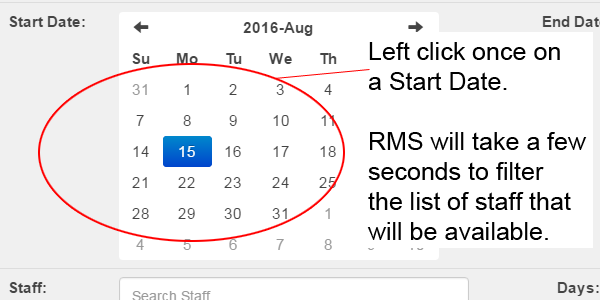 Start Date:
2016-Aug
End Date
Su Mo Tu We Th
31 1 2 3 4
7 8 9 10 11
14 15 16 17 18
21 22 23 24 25
28 29 30 31 1
4 5 6 7 8
Left click once on
a Start Date.
RMS will take a few
seconds to filter
the list of staff that
will be available.
Staff:
Search Staff
Days: